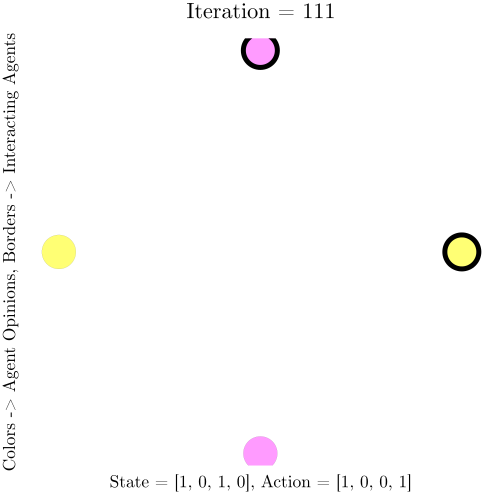 Iteration = 111
Colors -> Agent Opinions, Borders -> Interacting Agents
State = [1, 0, 1, 0], Action = [1, 0, 0, 1]